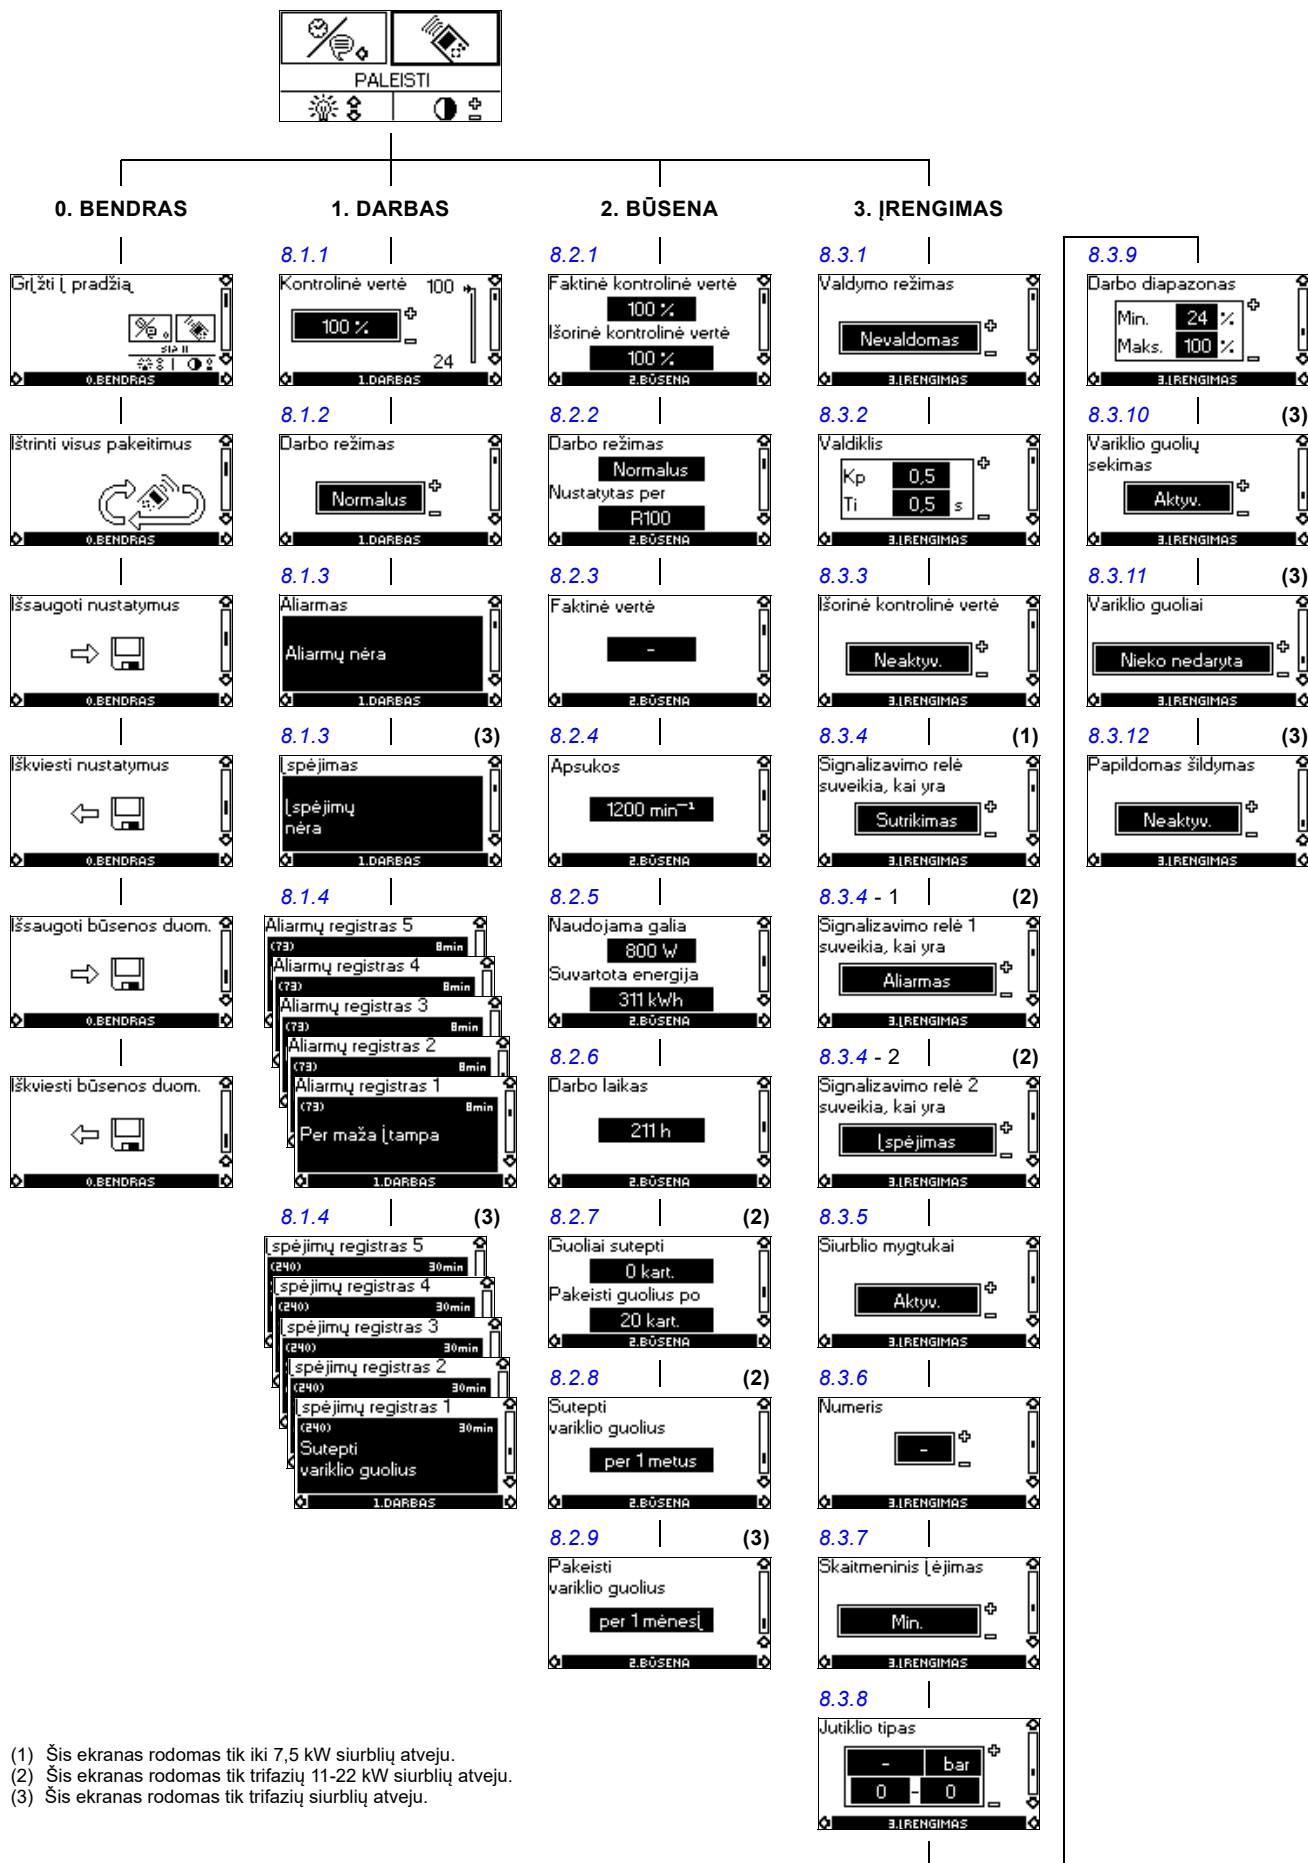 PALEISTI
0. BENDRAS
Grįžti į pradžią
0.BENDRAS
Ištrinti visus pakeitimus
0.BENDRAS
Išsaugoti nustatymus
0.BENDRAS
Iškviesti nustatymus
0.BENDRAS
Išsaugoti būsenos duom.
0.BENDRAS
Iškviesti būsenos duom.
0.BENDRAS
1. DARBAS
8.1.1
Kontrolinė vertė 100
100 %
24
1.DARBAS
8.1.2
Darbo režimas
Normalus
1.DARBAS
8.1.3
Aliarmas
Aliarmų nėra
1.DARBAS
8.1.3 (3)
Įspėjimas
Įspėjimų
nėra
1.DARBAS
8.1.4
Aliarmų registras 5
(73) 8min
Aliarmų registras 4
(73) 8min
Aliarmų registras 3
(73) 8min
Aliarmų registras 2
(73) 8min
Aliarmų registras 1
(73) 8min
Per maža įtampa
1.DARBAS
8.1.4 (3)
Įspėjimų registras 5
(240) 30min
Įspėjimų registras 4
(240) 30min
Įspėjimų registras 3
(240) 30min
Įspėjimų registras 2
(240) 30min
Įspėjimų registras 1
(240) 30min
Sutepti
variklio guolius
1.DARBAS
2. BŪSENA
8.2.1
Faktinė kontrolinė vertė
100 %
Išorinė kontrolinė vertė
100 %
2.BŪSENA
8.2.2
Darbo režimas
Normalus
Nustatytas per
R100
2.BŪSENA
8.2.3
Faktinė vertė
-
2.BŪSENA
8.2.4
Apsukos
1200 min⁻¹
2.BŪSENA
8.2.5
Naudojama galia
800 W
Suvartota energija
311 kWh
2.BŪSENA
8.2.6
Darbo laikas
211 h
2.BŪSENA
8.2.7 (2)
Guoliai sutepti
0 kart.
Pakeisti guolius po
20 kart.
2.BŪSENA
8.2.8 (2)
Sutepti
variklio guolius
per 1 metus
2.BŪSENA
8.2.9 (3)
Pakeisti
variklio guolius
per 1 mėnesį
2.BŪSENA
3. ĮRENGIMAS
8.3.1
Valdymo režimas
Nevaldomas
3.ĮRENGIMAS
8.3.2
Valdiklis
Kp 0,5
Ti 0,5 s
3.ĮRENGIMAS
8.3.3
Išorinė kontrolinė vertė
Neaktyv.
3.ĮRENGIMAS
8.3.4 (1)
Signalizavimo relė
suveikia, kai yra
Sutrikimas
3.ĮRENGIMAS
8.3.4 - 1 (2)
Signalizavimo relė 1
suveikia, kai yra
Aliarmas
3.ĮRENGIMAS
8.3.4 - 2 (2)
Signalizavimo relė 2
suveikia, kai yra
Įspėjimas
3.ĮRENGIMAS
8.3.5
Siurblio mygtukai
Aktyv.
3.ĮRENGIMAS
8.3.6
Numeris
-
3.ĮRENGIMAS
8.3.7
Skaitmeninis įėjimas
Min.
3.ĮRENGIMAS
8.3.8
Jutiklio tipas
- bar
0 - 0
3.ĮRENGIMAS
8.3.9
Darbo diapazonas
Min. 24 %
Maks. 100 %
3.ĮRENGIMAS
8.3.10 (3)
Variklio guolių
sekimas
Aktyv.
3.ĮRENGIMAS
8.3.11 (3)
Variklio guoliai
Nieko nedaryta
3.ĮRENGIMAS
8.3.12 (3)
Papildomas šildymas
Neaktyv.
3.ĮRENGIMAS
(1) Šis ekranas rodomas tik iki 7,5 kW siurblių atveju.
(2) Šis ekranas rodomas tik trifazių 11-22 kW siurblių atveju.
(3) Šis ekranas rodomas tik trifazių siurblių atveju.